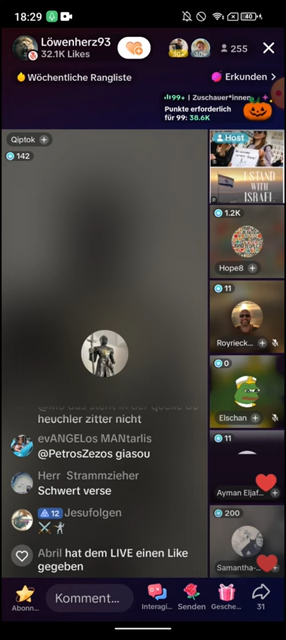 18:29
40
Löwenherz93
32.1K Likes
255
Wöchentliche Rangliste
Erkunden >
99+ | Zuschauer*innen
Punkte erforderlich
für 99: 38.6K
Qiptok
142
Host
I STAND
WITH
ISRAEL
1.2K
Hope8
11
Royrieck...
0
Elschan
11
Ayman Eljaf...
200
Samantha-...
heuchler zitter nicht
evANGELos MANtarlis
@PetrosZezos giasou
Herr Strammzieher
Schwert verse
12 Jesufolgen
Abril hat dem LIVE einen Like
gegeben
Abonn...
Komment...
Interagi...
Senden
Gesche...
31